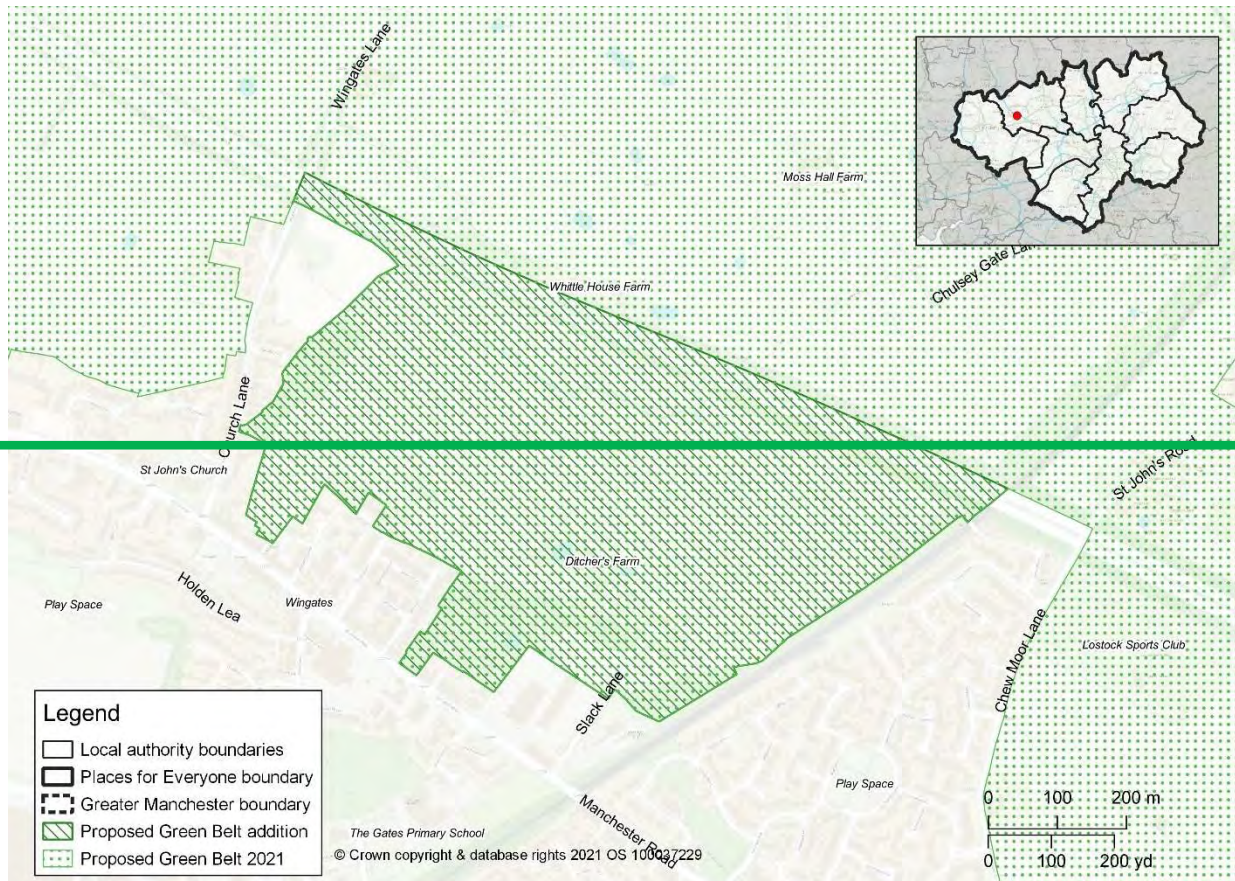 Wingates Lane
Moss Hall Farm
Chulsey Gate Lan
Whittle House Farm
Church Lane
St John's Church
St John's Road
Ditcher's Farm
Holden Lea
Play Space
Wingates
Lostock Sports Club
Chew Moor Lane
Slack Lane
Play Space
Manchester Road
The Gates Primary School
Legend
Local authority boundaries
Places for Everyone boundary
Greater Manchester boundary
Proposed Green Belt addition
Proposed Green Belt 2021
0 100 200 m
0 100 200 yd
© Crown copyright & database rights 2021 OS 100037229